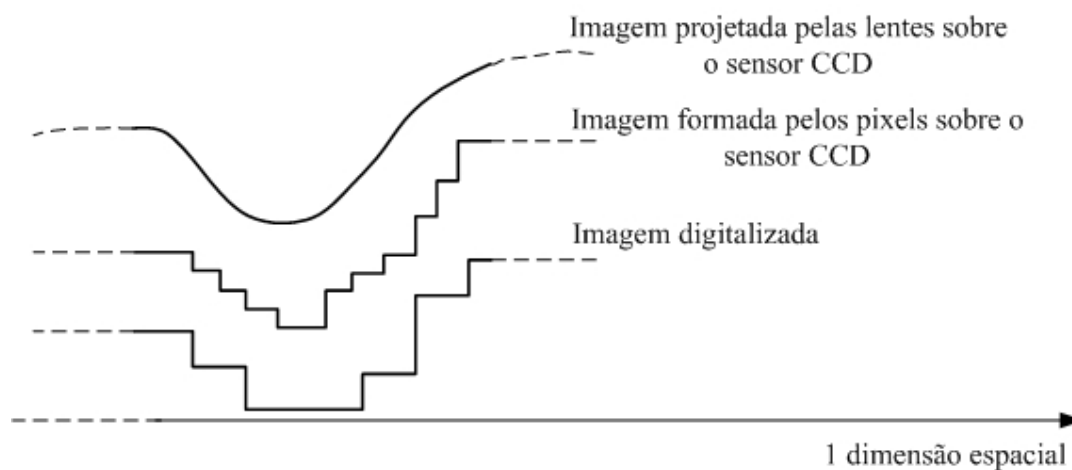 Imagem projetada pelas lentes sobre
o sensor CCD
Imagem formada pelos pixels sobre o
sensor CCD
Imagem digitalizada
1 dimensão espacial